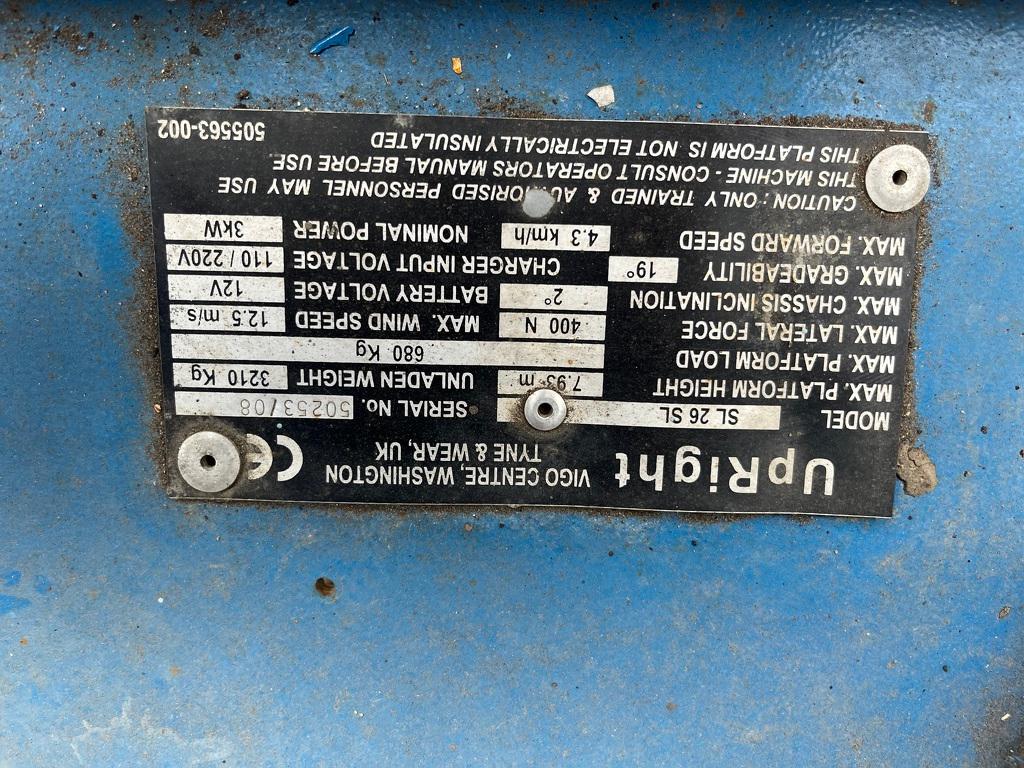 UpRight
VIGO CENTRE, WASHINGTON
TYNE & WEAR, UK
CE
MODEL SL 26 SL SERIAL No. 50253/08
MAX. PLATFORM HEIGHT 7.93 m UNLADEN WEIGHT 3210 Kg
MAX. PLATFORM LOAD 680 Kg
MAX. LATERAL FORCE 400 N MAX. WIND SPEED 12.5 m/s
MAX. CHASSIS INCLINATION 2° BATTERY VOLTAGE 12V
MAX. GRADEABILITY 19° CHARGER INPUT VOLTAGE 110 / 220V
MAX. FORWARD SPEED 4.3 km/h NOMINAL POWER 3kW
CAUTION : ONLY TRAINED & AUTHORISED PERSONNEL MAY USE
THIS MACHINE - CONSULT OPERATORS MANUAL BEFORE USE
THIS PLATFORM IS NOT ELECTRICALLY INSULATED
505563-002